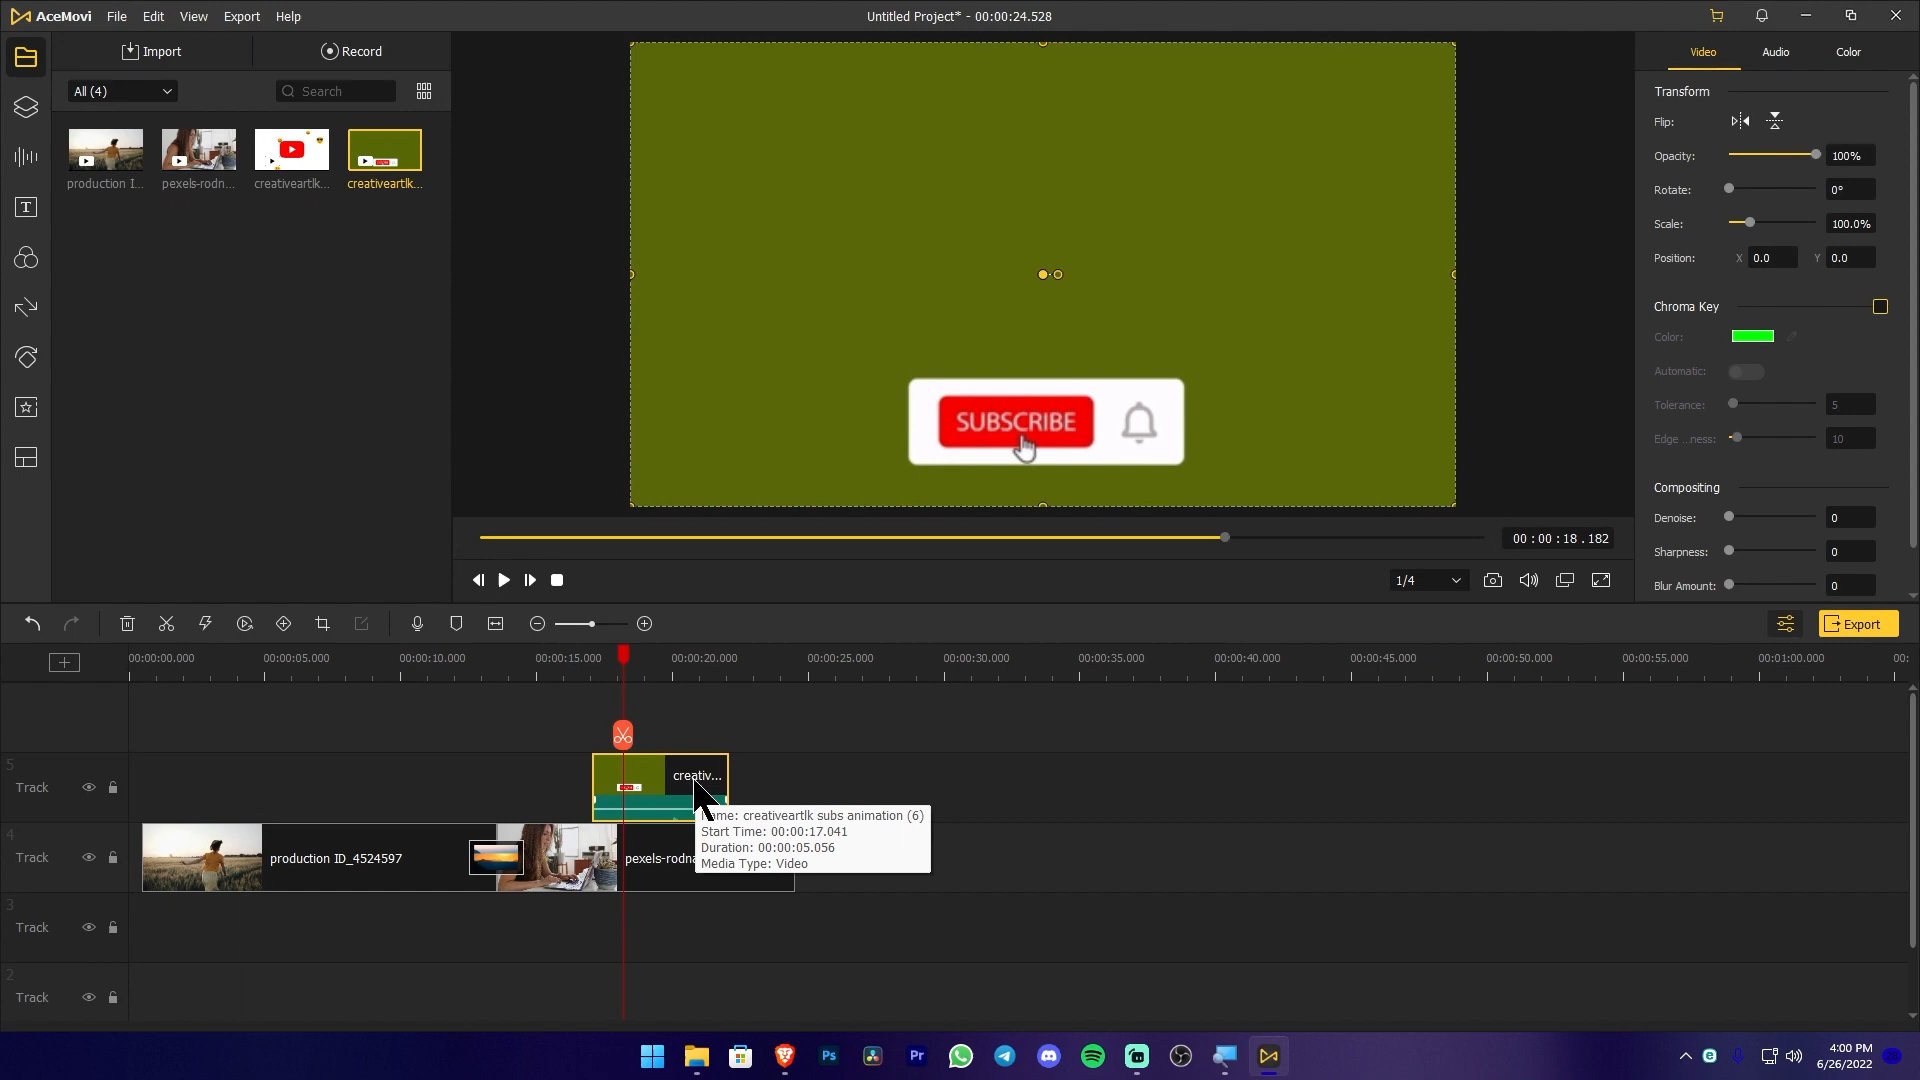 AceMovi File Edit View Export Help
Untitled Project* - 00:00:24.528
Import
Record
All (4)
Search
production I...
pexels-rodn...
creativeartlk...
creativeartlk...
SUBSCRIBE
00 : 00 : 18 . 182
1/4
Video
Audio
Color
Transform
Flip:
Opacity:
100%
Rotate:
0°
Scale:
100.0%
Position:
X 0.0
Y 0.0
Chroma Key
Color:
Automatic:
Tolerance:
5
Edge ...ness:
10
Compositing
Denoise:
0
Sharpness:
0
Blur Amount:
0
Export
00:00:00.000
00:00:05.000
00:00:10.000
00:00:15.000
00:00:20.000
00:00:25.000
00:00:30.000
00:00:35.000
00:00:40.000
00:00:45.000
00:00:50.000
00:00:55.000
00:01:00.000
00:
5
Track
creativ...
4
Track
production ID_4524597
pexels-rodna
ame: creativeartlk subs animation (6)
Start Time: 00:00:17.041
Duration: 00:00:05.056
Media Type: Video
3
Track
2
Track
Ps
Pr
4:00 PM
6/26/2022